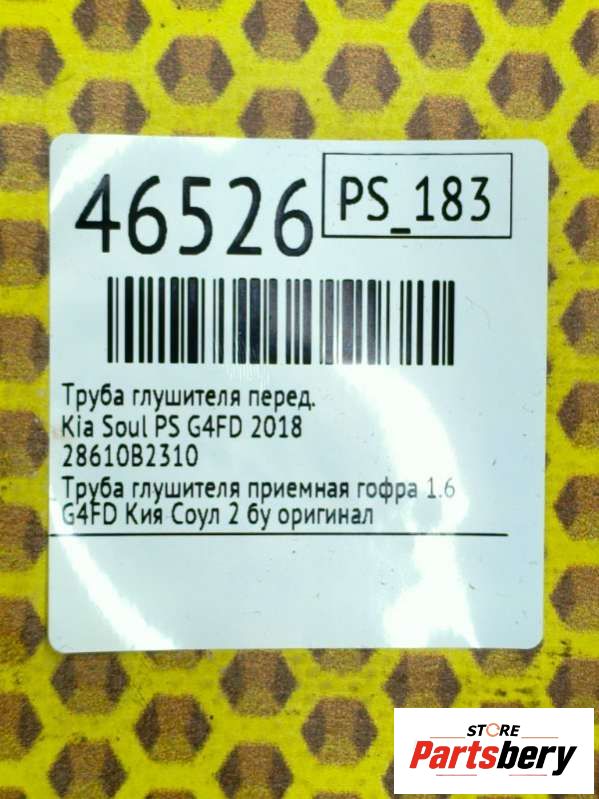 46526
PS_183
Труба глушителя перед.
Kia Soul PS G4FD 2018
28610B2310
Труба глушителя приемная гофра 1.6
G4FD Кия Соул 2 бу оригинал
STORE
Partsbery